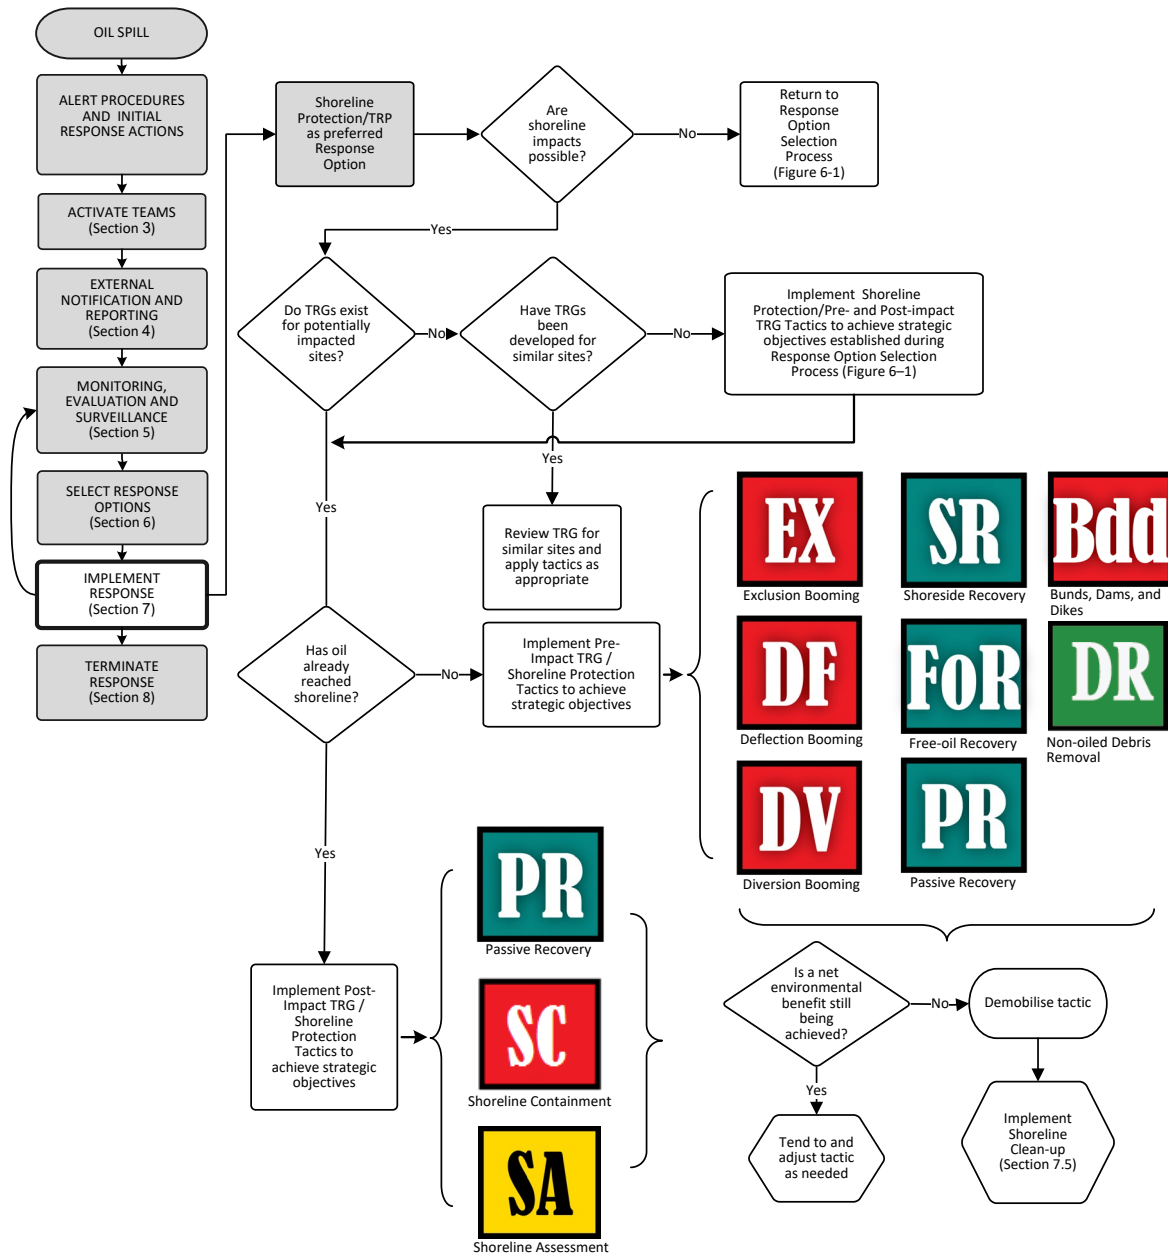 OIL SPILL
ALERT PROCEDURES
AND INITIAL
RESPONSE ACTIONS
ACTIVATE TEAMS
(Section 3)
EXTERNAL
NOTIFICATION AND
REPORTING
(Section 4)
MONITORING,
EVALUATION AND
SURVEILLANCE
(Section 5)
SELECT RESPONSE
OPTIONS
(Section 6)
IMPLEMENT
RESPONSE
(Section 7)
TERMINATE
RESPONSE
(Section 8)
Shoreline
Protection/TRP
as preferred
Response
Option
Are
shoreline
impacts
possible?
No
Return to
Response
Option
Selection
Process
(Figure 6-1)
Yes
Do TRGs exist
for potentially
impacted
sites?
No
Have TRGs
been
developed for
similar sites?
No
Implement Shoreline
Protection/Pre- and Post-impact
TRG Tactics to achieve strategic
objectives established during
Response Option Selection
Process (Figure 6–1)
Yes
Yes
Review TRG for
similar sites and
apply tactics as
appropriate
Has oil
already
reached
shoreline?
No
Implement Pre-
Impact TRG /
Shoreline Protection
Tactics to achieve
strategic objectives
EX
Exclusion Booming
SR
Shoreside Recovery
Bdd
Bunds, Dams, and
Dikes
DF
Deflection Booming
FoR
Free-oil Recovery
DR
Non-oiled Debris
Removal
DV
Diversion Booming
PR
Passive Recovery
Yes
Implement Post-
Impact TRG /
Shoreline
Protection
Tactics to
achieve strategic
objectives
PR
Passive Recovery
SC
Shoreline Containment
SA
Shoreline Assessment
Is a net
environmental
benefit still
being
achieved?
No
Demobilise tactic
Yes
Tend to and
adjust tactic
as needed
Implement
Shoreline
Clean-up
(Section 7.5)